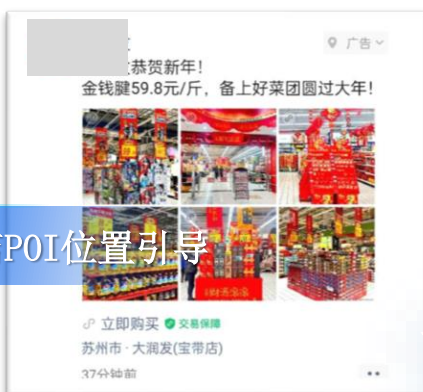 广告
恭贺新年！
金钱腱59.8元/斤，备上好菜团圆过大年！
POI位置引导
立即购买 交易保障
苏州市 · 大润发(宝带店)
37分钟前